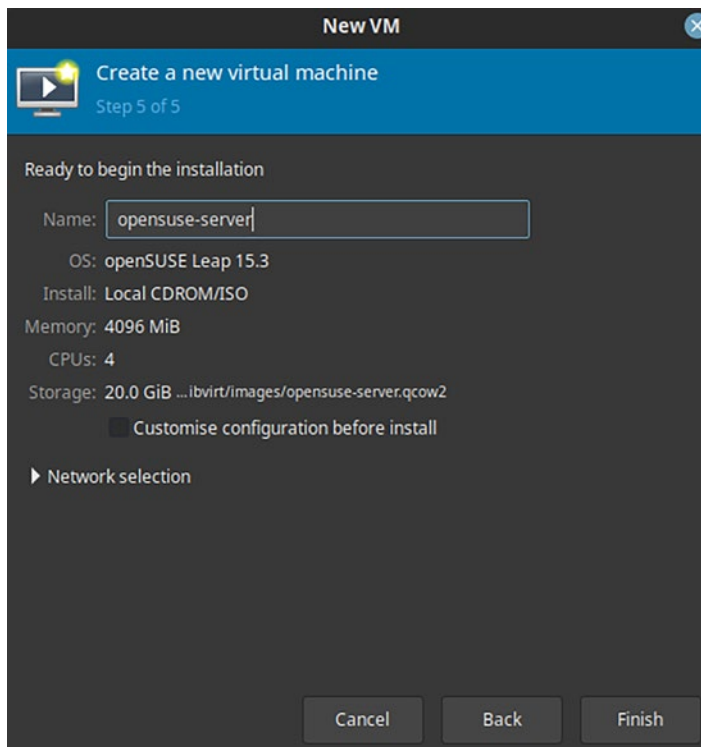 New VM
Create a new virtual machine
Step 5 of 5
Ready to begin the installation
Name: opensuse-server
OS: openSUSE Leap 15.3
Install: Local CDROM/ISO
Memory: 4096 MiB
CPUs: 4
Storage: 20.0 GiB ...ibvirt/images/opensuse-server.qcow2
Customise configuration before install
Network selection
Cancel Back Finish